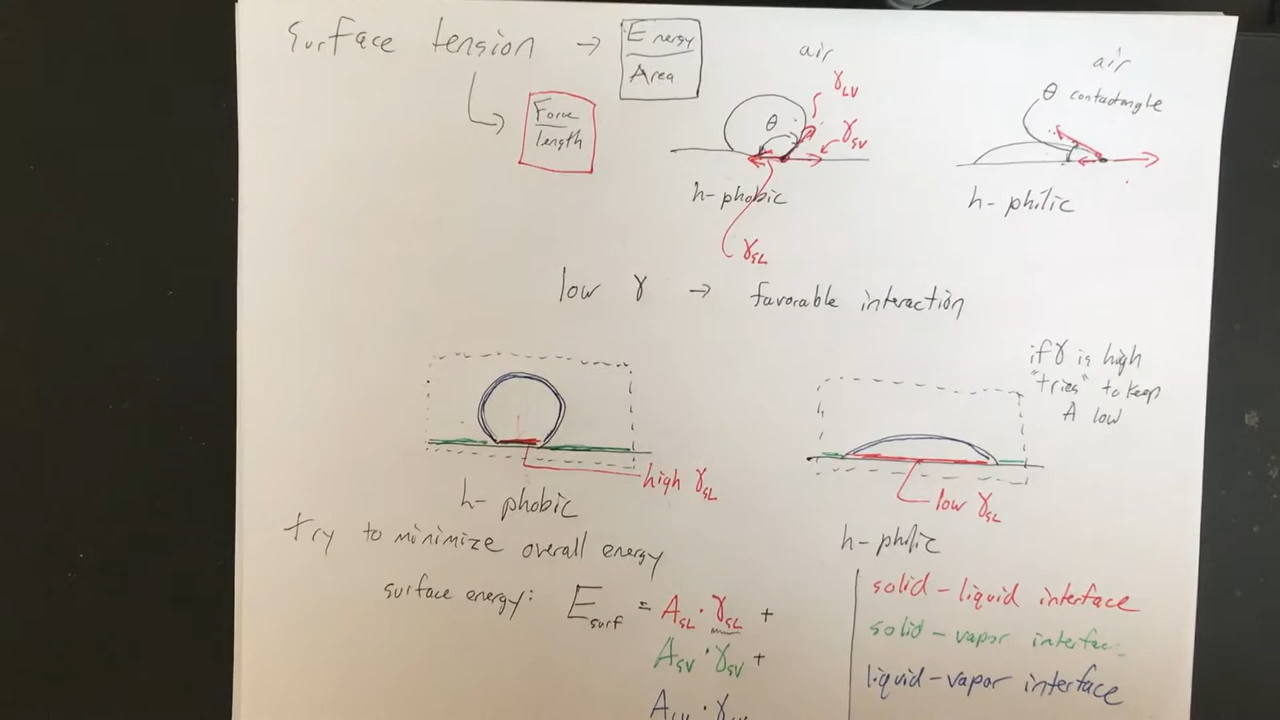 surface tension → Energy
Area
Force
length
air
θ
γLV
γSV
h-phobic
γSL
air
θ contact angle
h-philic
low γ → favorable interaction
if γ is high
"tries" to keep
A low
high γSL
h-phobic
low γSL
h-philic
try to minimize overall energy
surface energy: Esurf = ASL · γSL +
ASV · γSV +
solid-liquid interface
solid-vapor interface
liquid-vapor interface